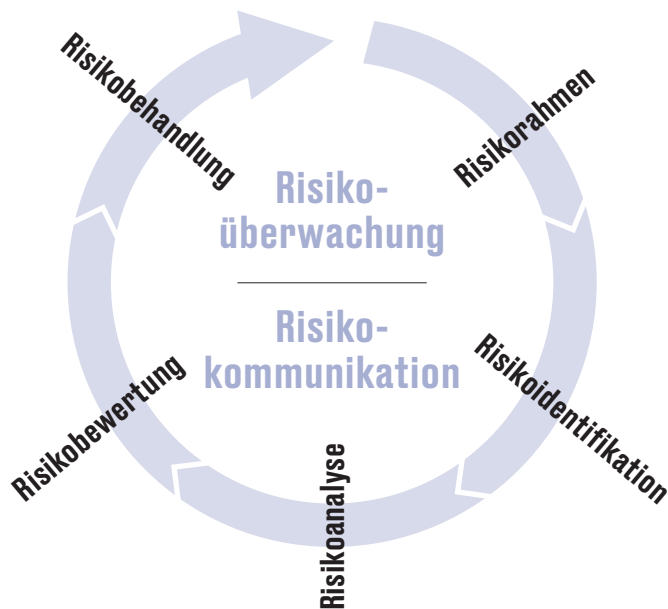 Risikorahmen
Risikoidentifikation
Risikoanalyse
Risikobewertung
Risikobehandlung
Risiko-
überwachung
Risiko-
kommunikation